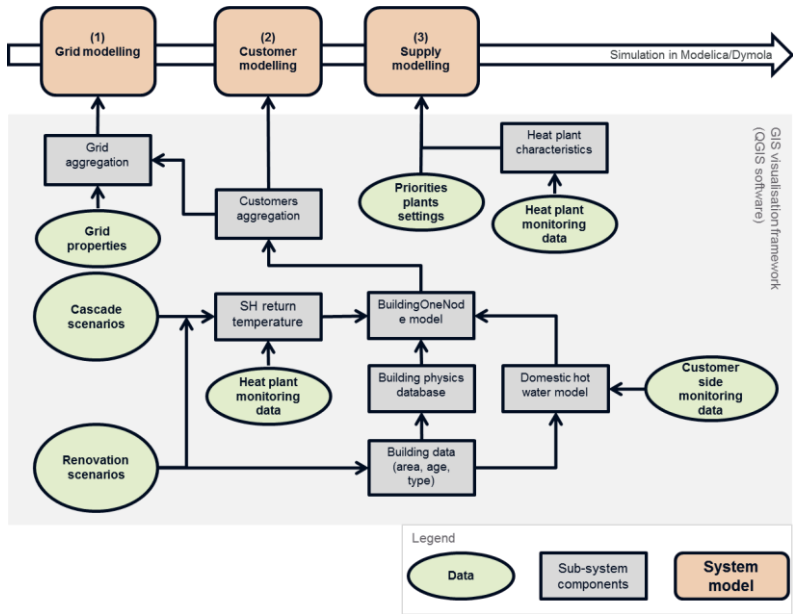 (1)
Grid modelling
(2)
Customer
modelling
(3)
Supply
modelling
Simulation in Modelica/Dymola
Grid
aggregation
Heat plant
characteristics
GIS visualisation framework
(QGIS software)
Priorities
plants
settings
Customers
aggregation
Heat plant
monitoring
data
Grid
properties
Cascade
scenarios
SH return
temperature
BuildingOneNod
e model
Heat plant
monitoring
data
Building physics
database
Domestic hot
water model
Customer
side
monitoring
data
Renovation
scenarios
Building data
(area, age,
type)
Legend
Data
Sub-system
components
System
model